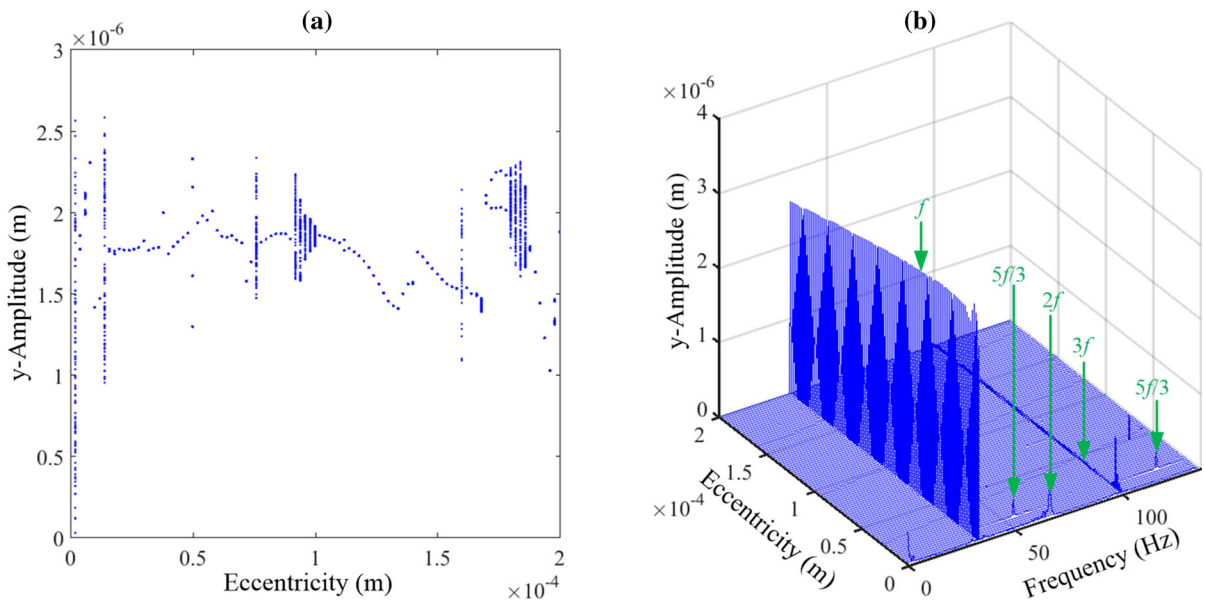 (a)
×10⁻⁶
3
2.5
2
1.5
1
0.5
0
y-Amplitude (m)
0 0.5 1 1.5 2
Eccentricity (m)
×10⁻⁴
(b)
×10⁻⁶
4
3
2
1
0
y-Amplitude (m)
f
5f/3
2f
3f
5f/3
2
1.5
1
0.5
0
×10⁻⁴
Eccentricity (m)
0
50
100
Frequency (Hz)